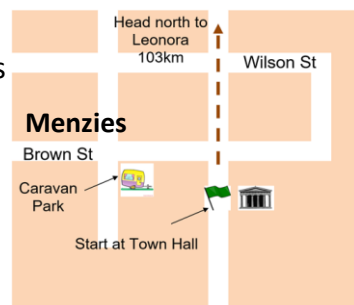 Head north to
Leonora
103km
Wilson St
s
Menzies
Brown St
Caravan
Park
Start at Town Hall